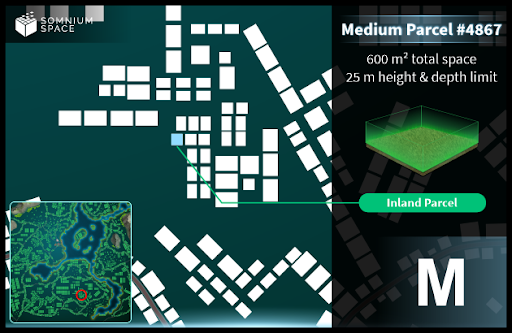 SOMNIUM
SPACE
Medium Parcel #4867
600 m² total space
25 m height & depth limit
Inland Parcel
M